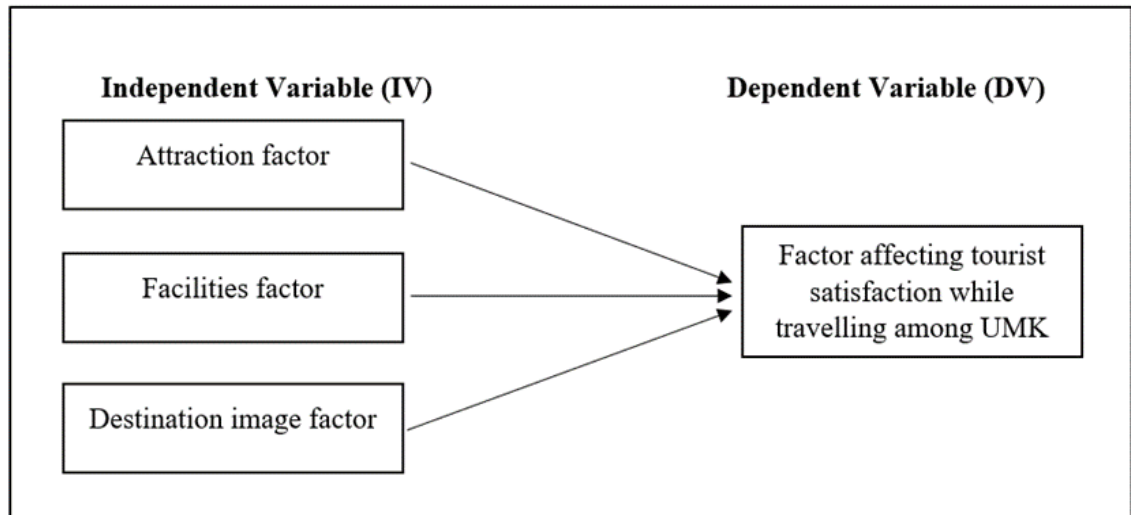 Independent Variable (IV)
Dependent Variable (DV)
Attraction factor
Facilities factor
Destination image factor
Factor affecting tourist
satisfaction while
travelling among UMK